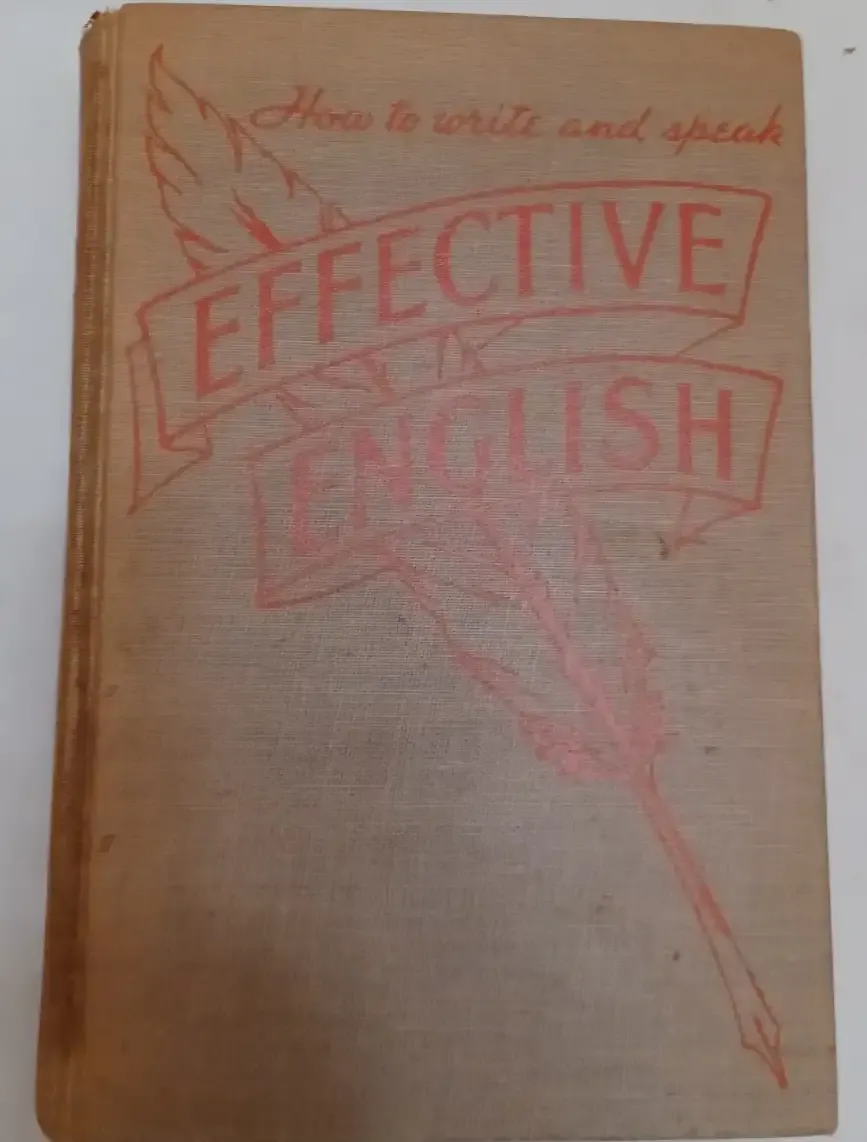 How to write and speak
EFFECTIVE
ENGLISH